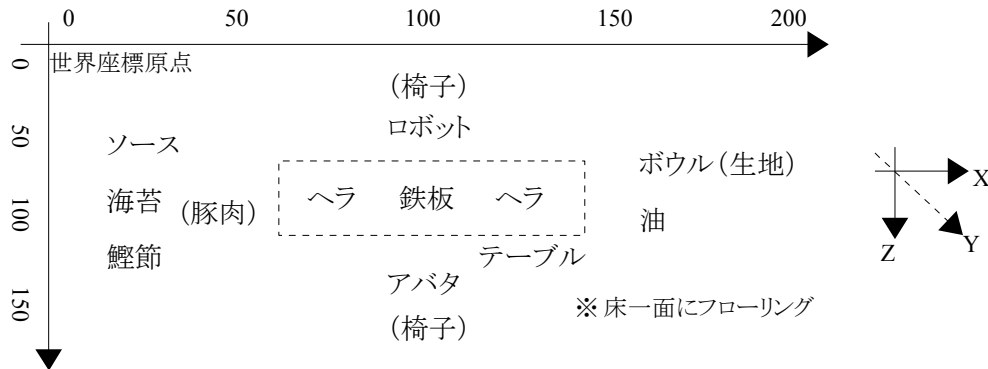 0 50 100 150 200
0
世界座標原点
(椅子)
50
ロボット
ソース
ボウル(生地)
X
海苔 (豚肉) ヘラ 鉄板 ヘラ
100
油
Z Y
鰹節
テーブル
アバタ
150
※床一面にフローリング
(椅子)